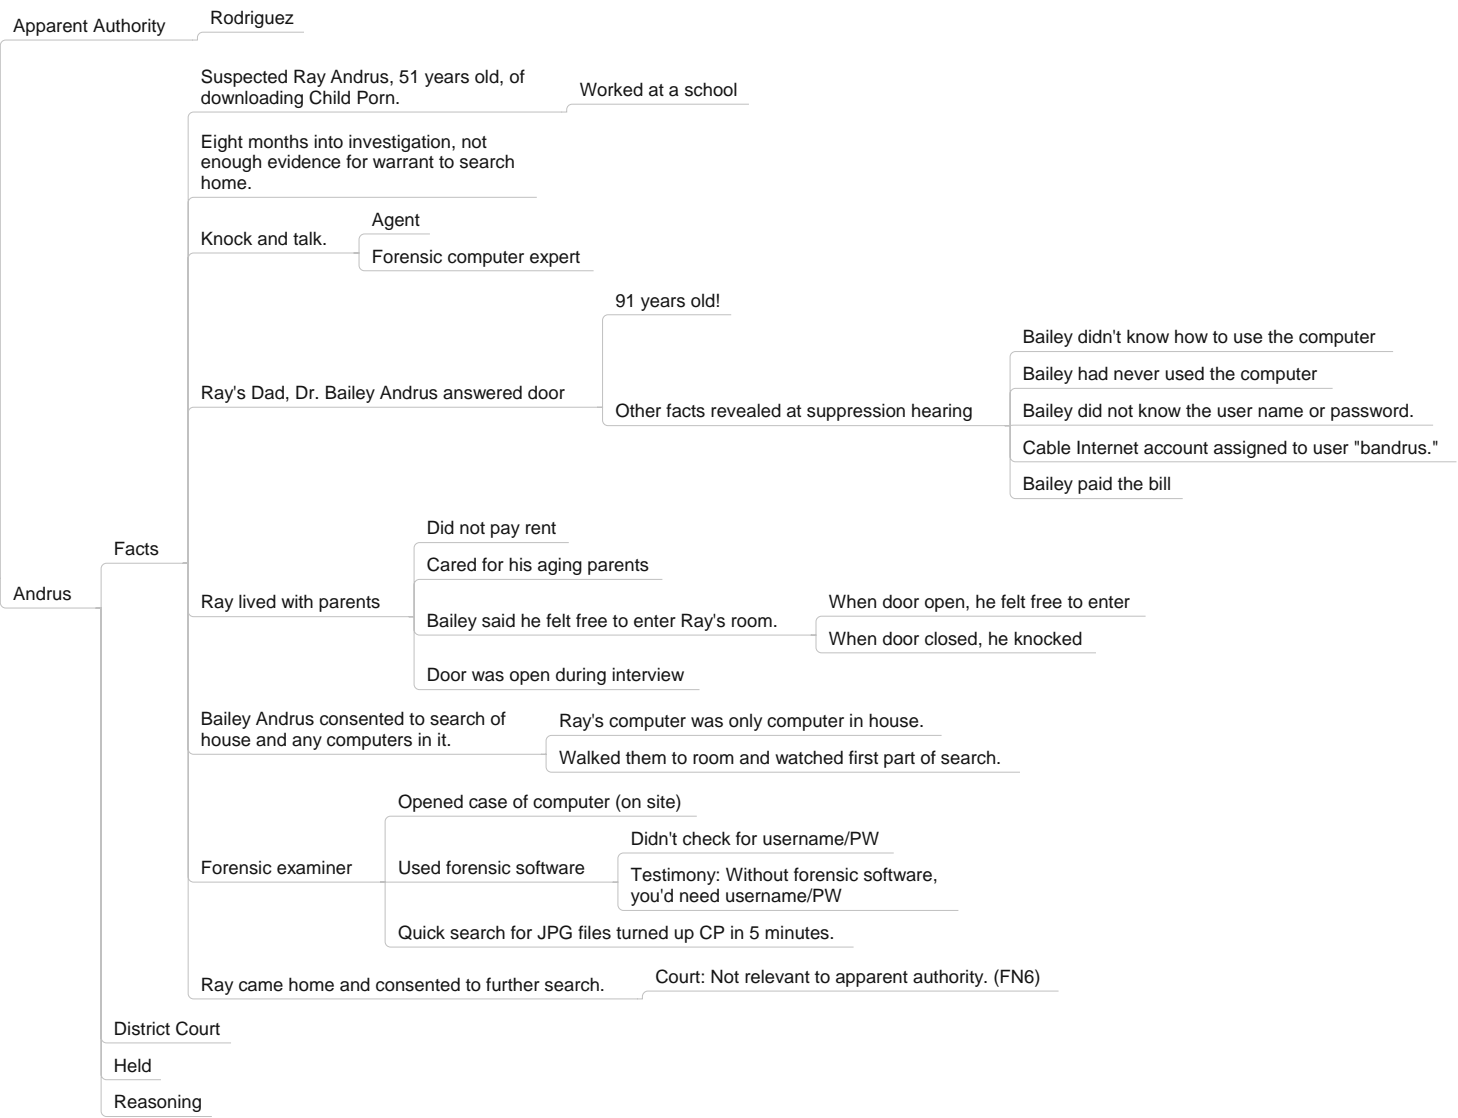 Apparent Authority
Rodriguez
Andrus
Facts
Suspected Ray Andrus, 51 years old, of
downloading Child Porn.
Worked at a school
Eight months into investigation, not
enough evidence for warrant to search
home.
Knock and talk.
Agent
Forensic computer expert
Ray's Dad, Dr. Bailey Andrus answered door
91 years old!
Other facts revealed at suppression hearing
Bailey didn't know how to use the computer
Bailey had never used the computer
Bailey did not know the user name or password.
Cable Internet account assigned to user "bandrus."
Bailey paid the bill
Ray lived with parents
Did not pay rent
Cared for his aging parents
Bailey said he felt free to enter Ray's room.
When door open, he felt free to enter
When door closed, he knocked
Door was open during interview
Bailey Andrus consented to search of
house and any computers in it.
Ray's computer was only computer in house.
Walked them to room and watched first part of search.
Forensic examiner
Opened case of computer (on site)
Used forensic software
Didn't check for username/PW
Testimony: Without forensic software,
you'd need username/PW
Quick search for JPG files turned up CP in 5 minutes.
Ray came home and consented to further search.
Court: Not relevant to apparent authority. (FN6)
District Court
Held
Reasoning